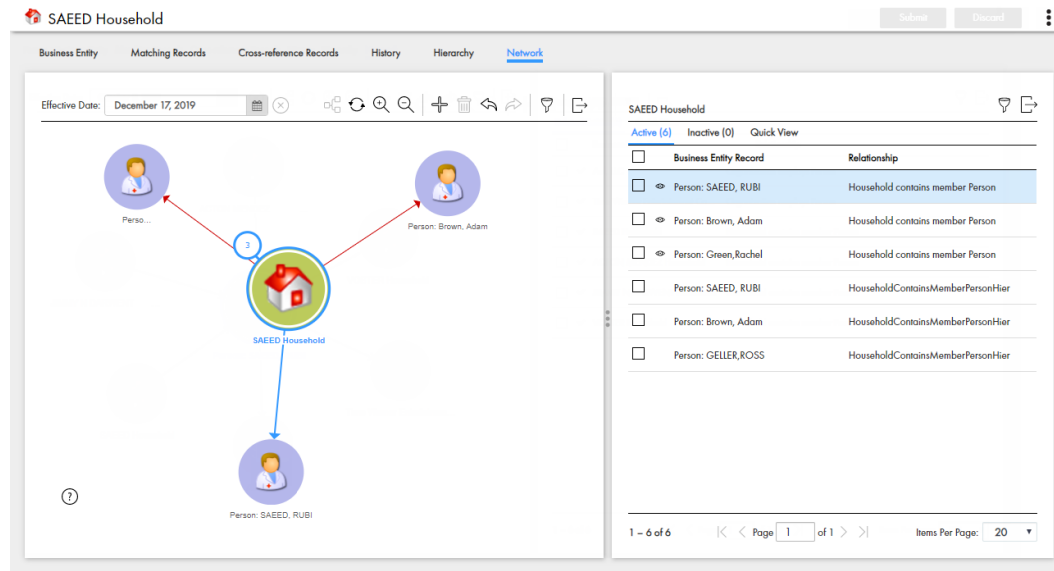 SAEED Household
Submit Discard
Business Entity Matching Records Cross-reference Records History Hierarchy Network
Effective Date: December 17, 2019
Perso...
Person: Brown, Adam
3
SAEED Household
Person: SAEED, RUBI
?
SAEED Household
Active (6) Inactive (0) Quick View
Business Entity Record Relationship
Person: SAEED, RUBI Household contains member Person
Person: Brown, Adam Household contains member Person
Person: Green,Rachel Household contains member Person
Person: SAEED, RUBI HouseholdContainsMemberPersonHier
Person: Brown, Adam HouseholdContainsMemberPersonHier
Person: GELLER,ROSS HouseholdContainsMemberPersonHier
1 – 6 of 6 Page 1 of 1 Items Per Page: 20